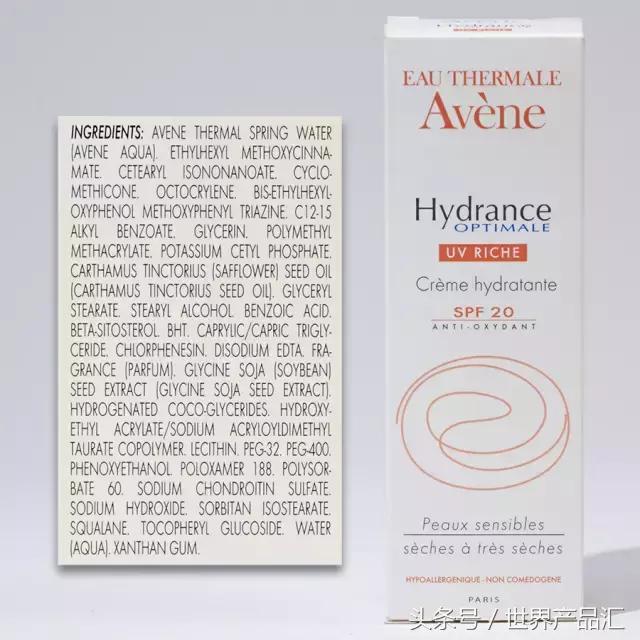 INGREDIENTS: AVENE THERMAL SPRING WATER
(AVENE AQUA). ETHYLHEXYL METHOXYCINNA-
MATE. CETEARYL ISONONANOATE. CYCLO-
METHICONE. OCTOCRYLENE. BIS-ETHYLHEXYL-
OXYPHENOL METHOXYPHENYL TRIAZINE. C12-15
ALKYL BENZOATE. GLYCERIN. POLYMETHYL
METHACRYLATE. POTASSIUM CETYL PHOSPHATE.
CARTHAMUS TINCTORIUS (SAFFLOWER) SEED OIL
(CARTHAMUS TINCTORIUS SEED OIL). GLYCERYL
STEARATE. STEARYL ALCOHOL. BENZOIC ACID.
BETA-SITOSTEROL. BHT. CAPRYLIC/CAPRIC TRIGLY-
CERIDE. CHLORPHENESIN. DISODIUM EDTA. FRA-
GRANCE (PARFUM). GLYCINE SOJA (SOYBEAN)
SEED EXTRACT (GLYCINE SOJA SEED EXTRACT).
HYDROGENATED COCO-GLYCERIDES. HYDROXY-
ETHYL ACRYLATE/SODIUM ACRYLOYLDIMETHYL
TAURATE COPOLYMER. LECITHIN. PEG-32. PEG-400.
PHENOXYETHANOL. POLOXAMER 188. POLYSOR-
BATE 60. SODIUM CHONDROITIN SULFATE.
SODIUM HYDROXIDE. SORBITAN ISOSTEARATE.
SQUALANE. TOCOPHERYL GLUCOSIDE. WATER
(AQUA). XANTHAN GUM.
EAU THERMALE
Avène
Hydrance
OPTIMALE
UV RICHE
Crème hydratante
SPF 20
ANTI-OXYDANT
Peaux sensibles
sèches à très sèches
HYPOALLERGENIQUE - NON COMEDOGENE
PARIS
头条号 / 世界产品汇